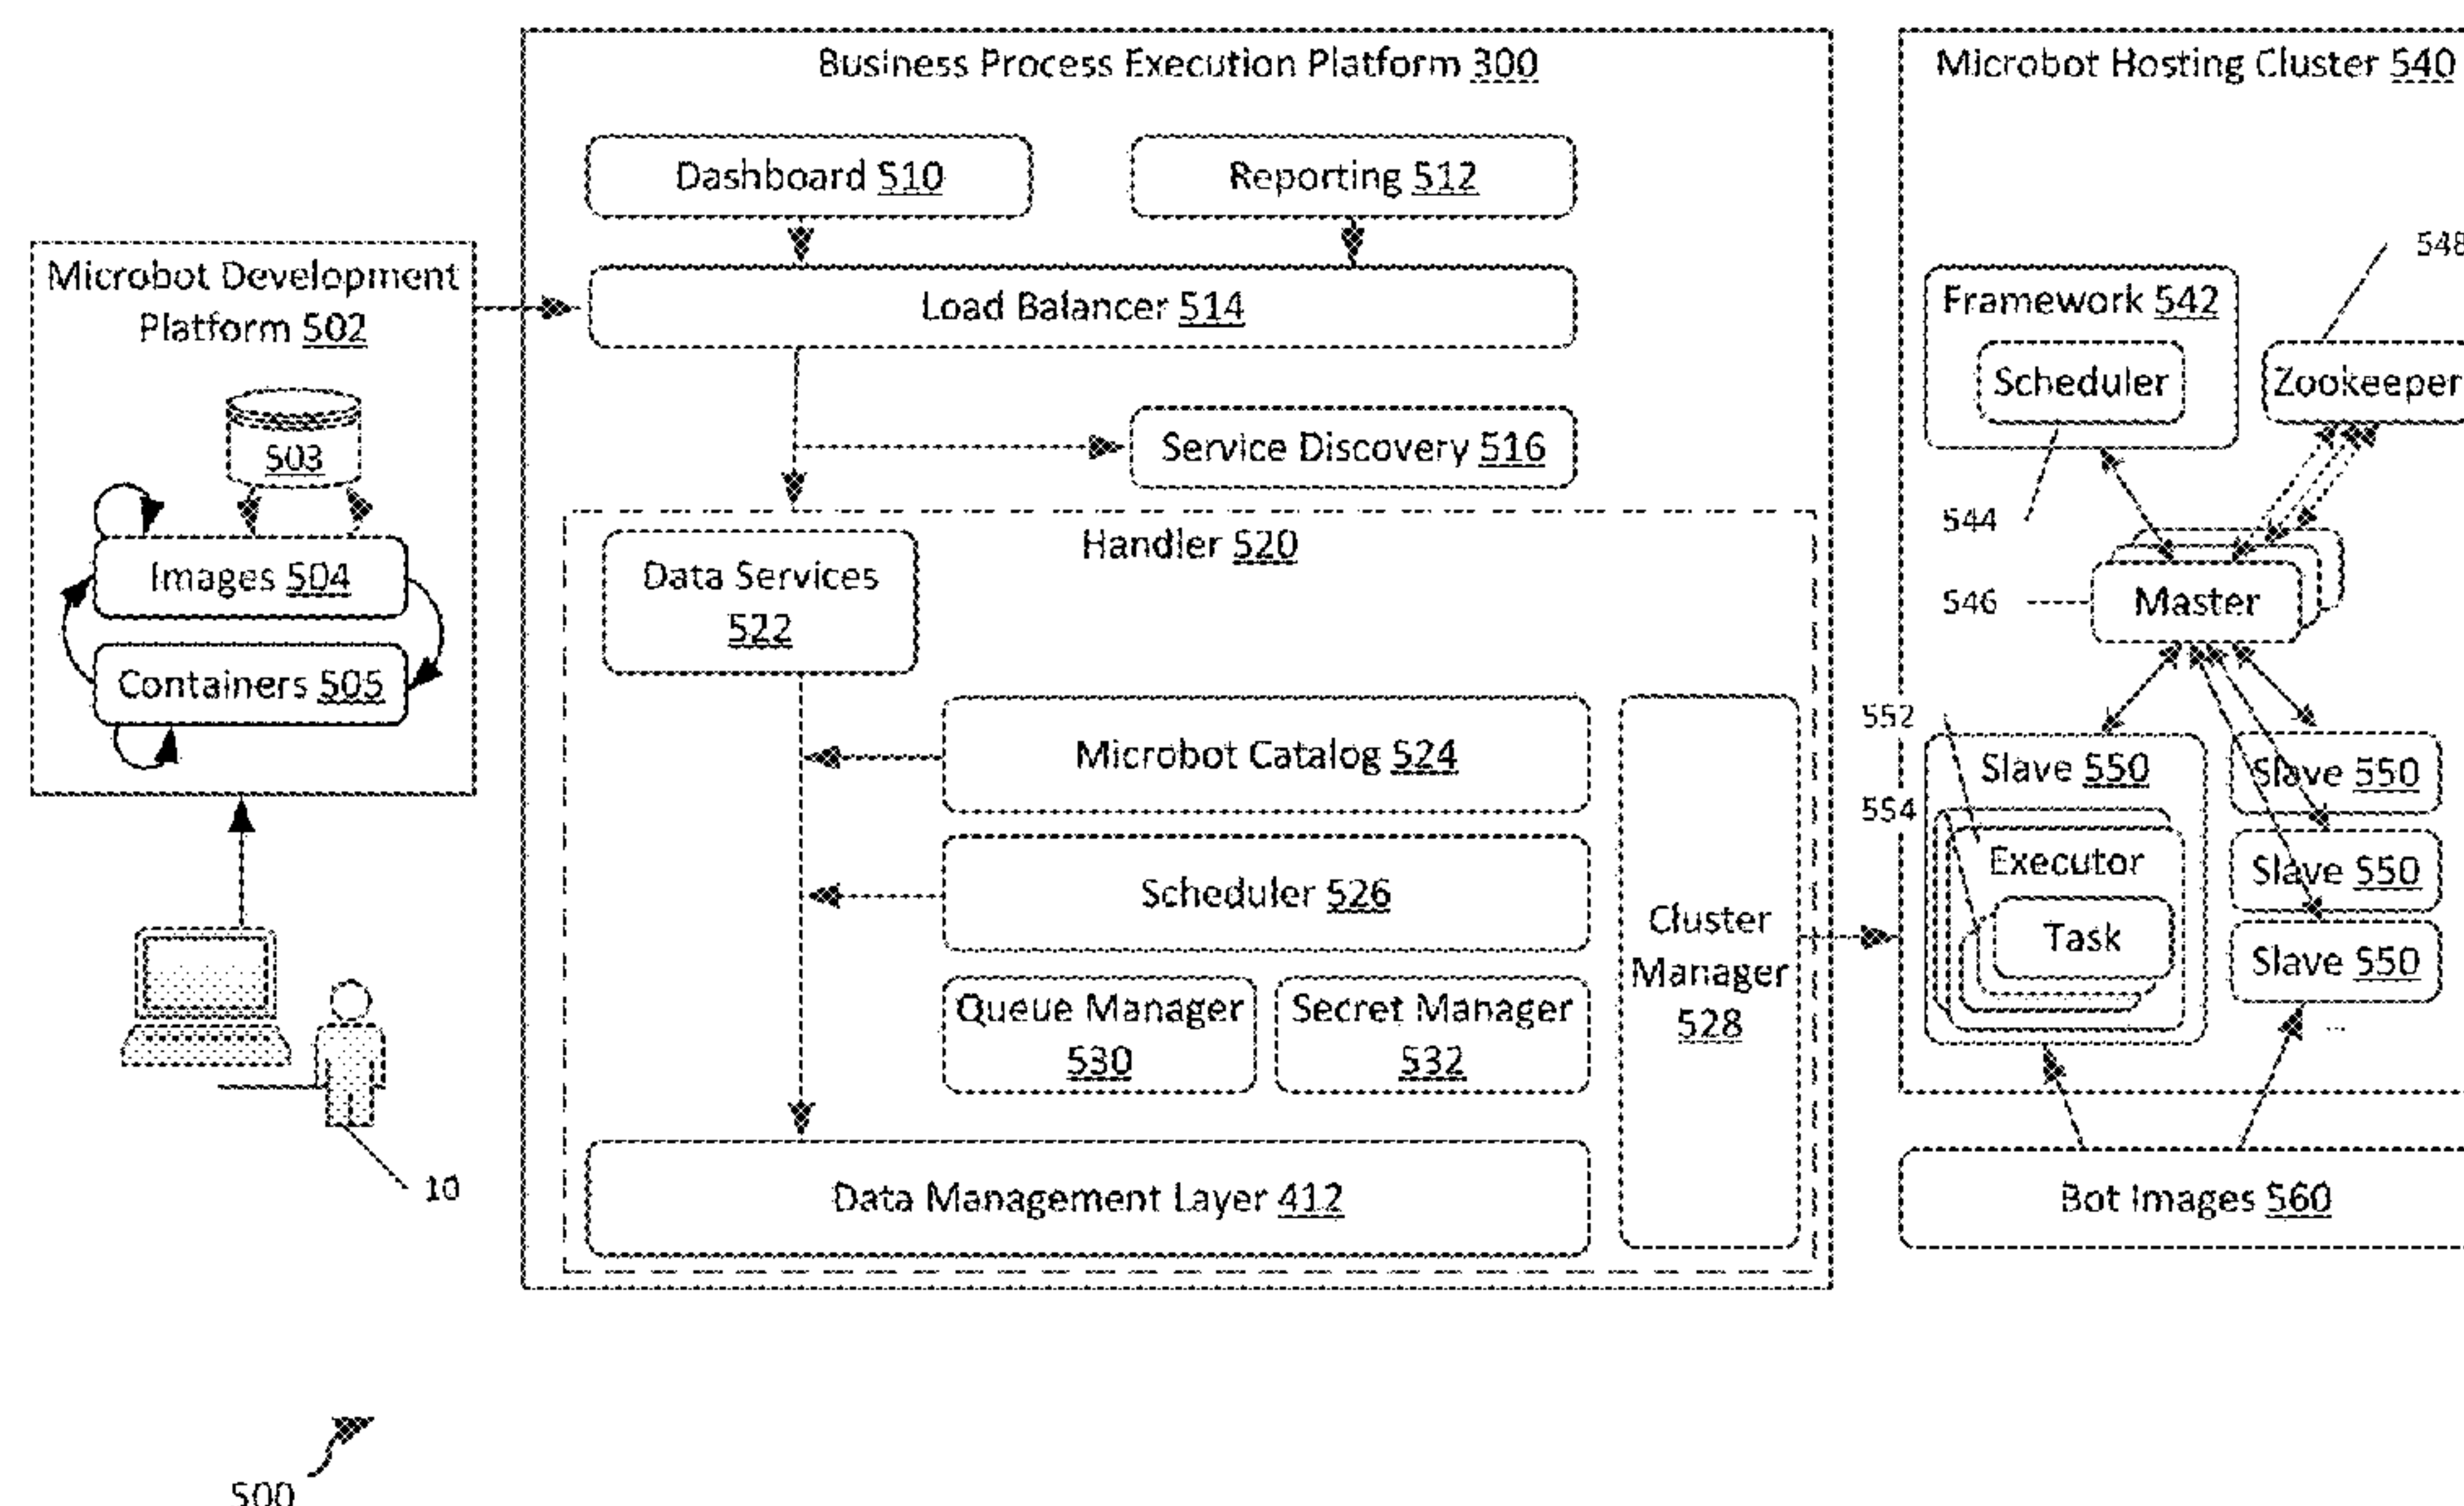 Business Process Execution Platform 300
Microbot Hosting Cluster 540
Dashboard 510
Reporting 512
Microbot Development
Platform 502
503
Images 504
Containers 505
10
Load Balancer 514
Service Discovery 516
Handler 520
Data Services
522
Microbot Catalog 524
Scheduler 526
Queue Manager
530
Secret Manager
532
Cluster
Manager
528
Data Management Layer 412
548
Framework 542
Scheduler
Zookeeper
544
546
Master
552
554
Slave 550
Executor
Task
Slave 550
Slave 550
Slave 550
...
Bot Images 560
500